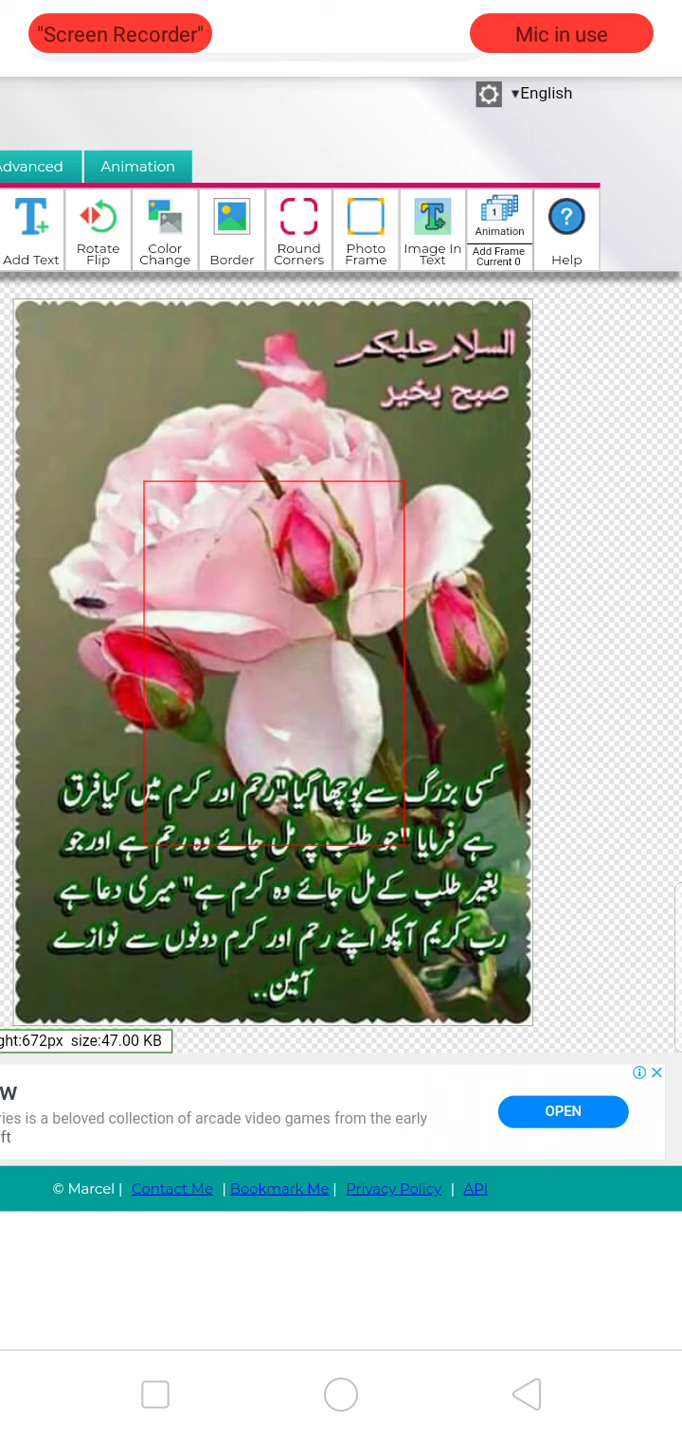 "Screen Recorder" Mic in use
▾English
Advanced Animation
Add Text
Rotate Flip
Color Change
Border
Round Corners
Photo Frame
Image In Text
1
Animation
Add Frame
Current 0
? Help
السلام علیکم
صبح بخیر
کسی بزرگ سے پوچھا گیا"رحم اور کرم میں کیا فرق
ہے فرمایا "جو طلب پہ مل جائے وہ رحم ہے اور جو
بغیر طلب کے مل جائے وہ کرم ہے" میری دعا ہے
رب کریم آپکو اپنے رحم اور کرم دونوں سے نوازے
آمین..
ght:672px size:47.00 KB
w
ries is a beloved collection of arcade video games from the early
ft
OPEN
© Marcel | Contact Me | Bookmark Me | Privacy Policy | API